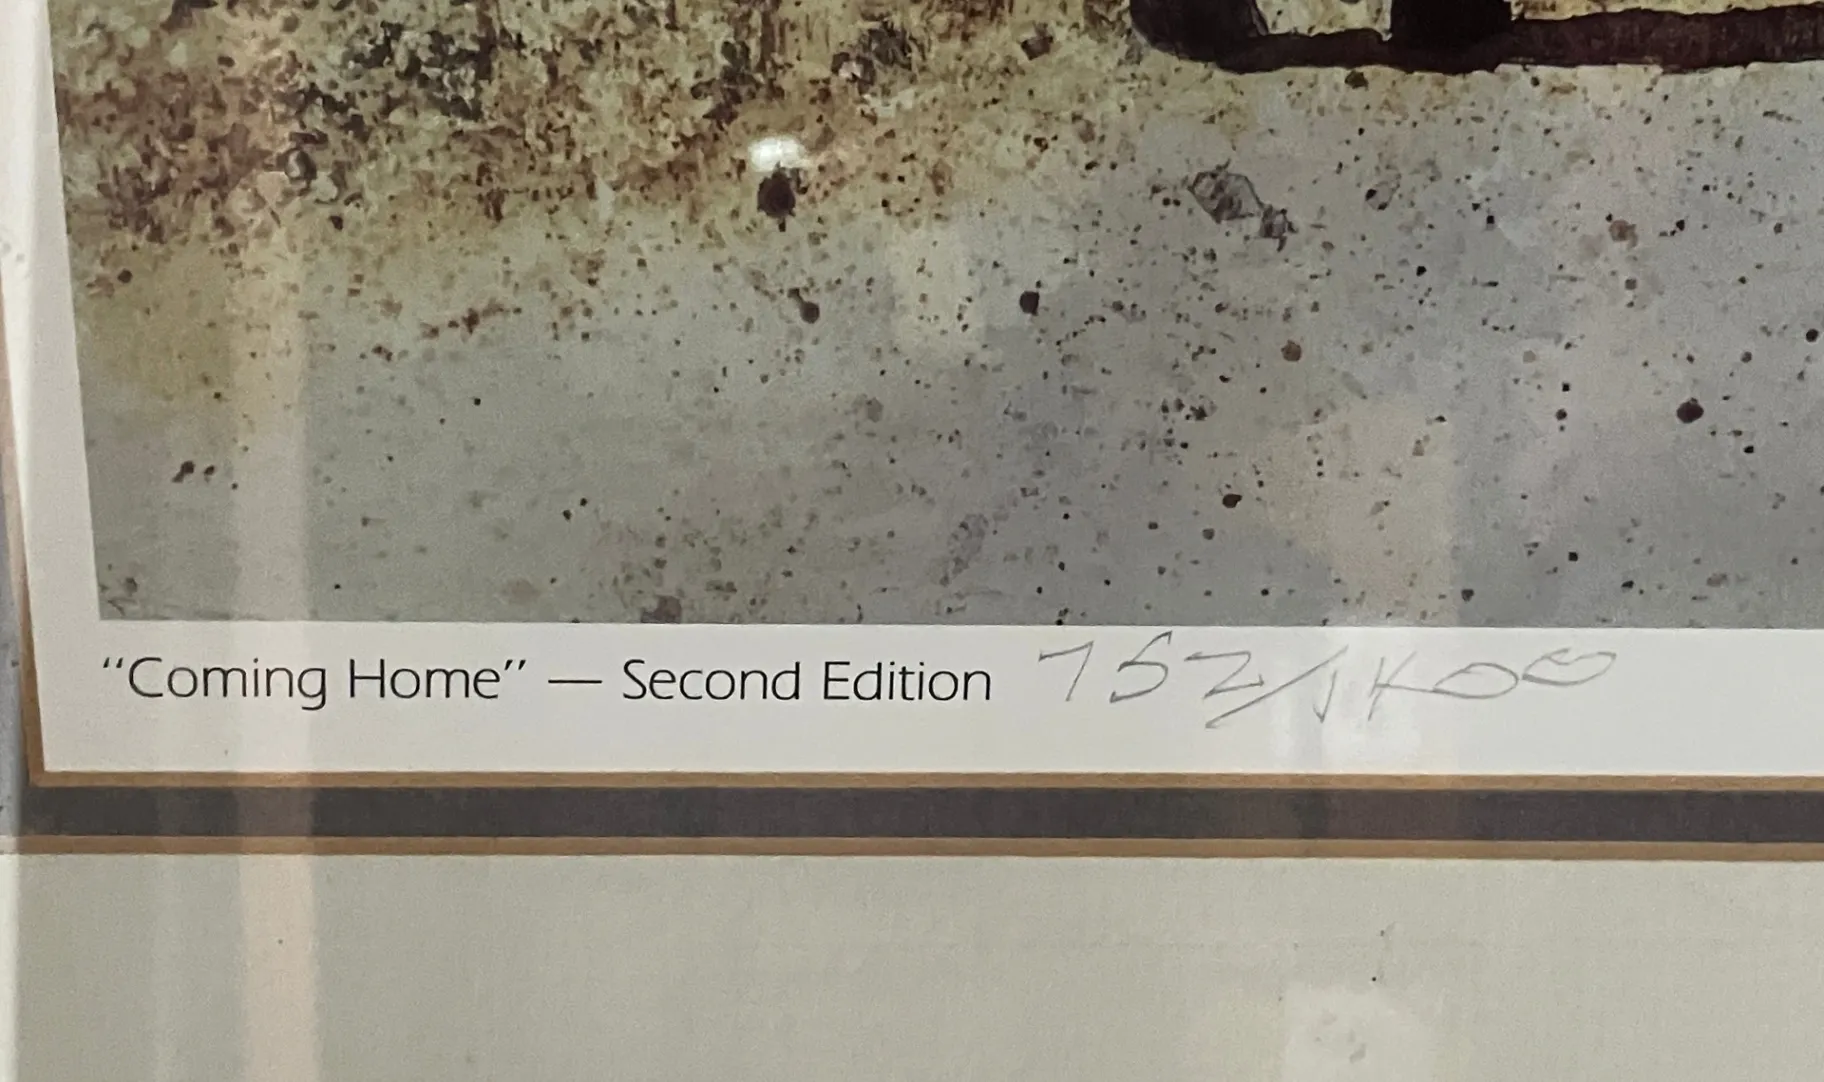 “Coming Home” — Second Edition 752/1400